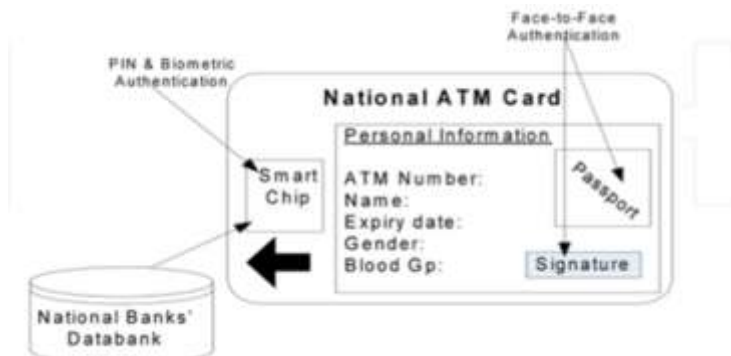 Face-to-Face
Authentication
PIN & Biometric
Authentication
National ATM Card
Personal Information
Smart
Chip
ATM Number:
Name:
Expiry date:
Gender:
Blood Gp:
Passport
Signature
National Banks'
Databank